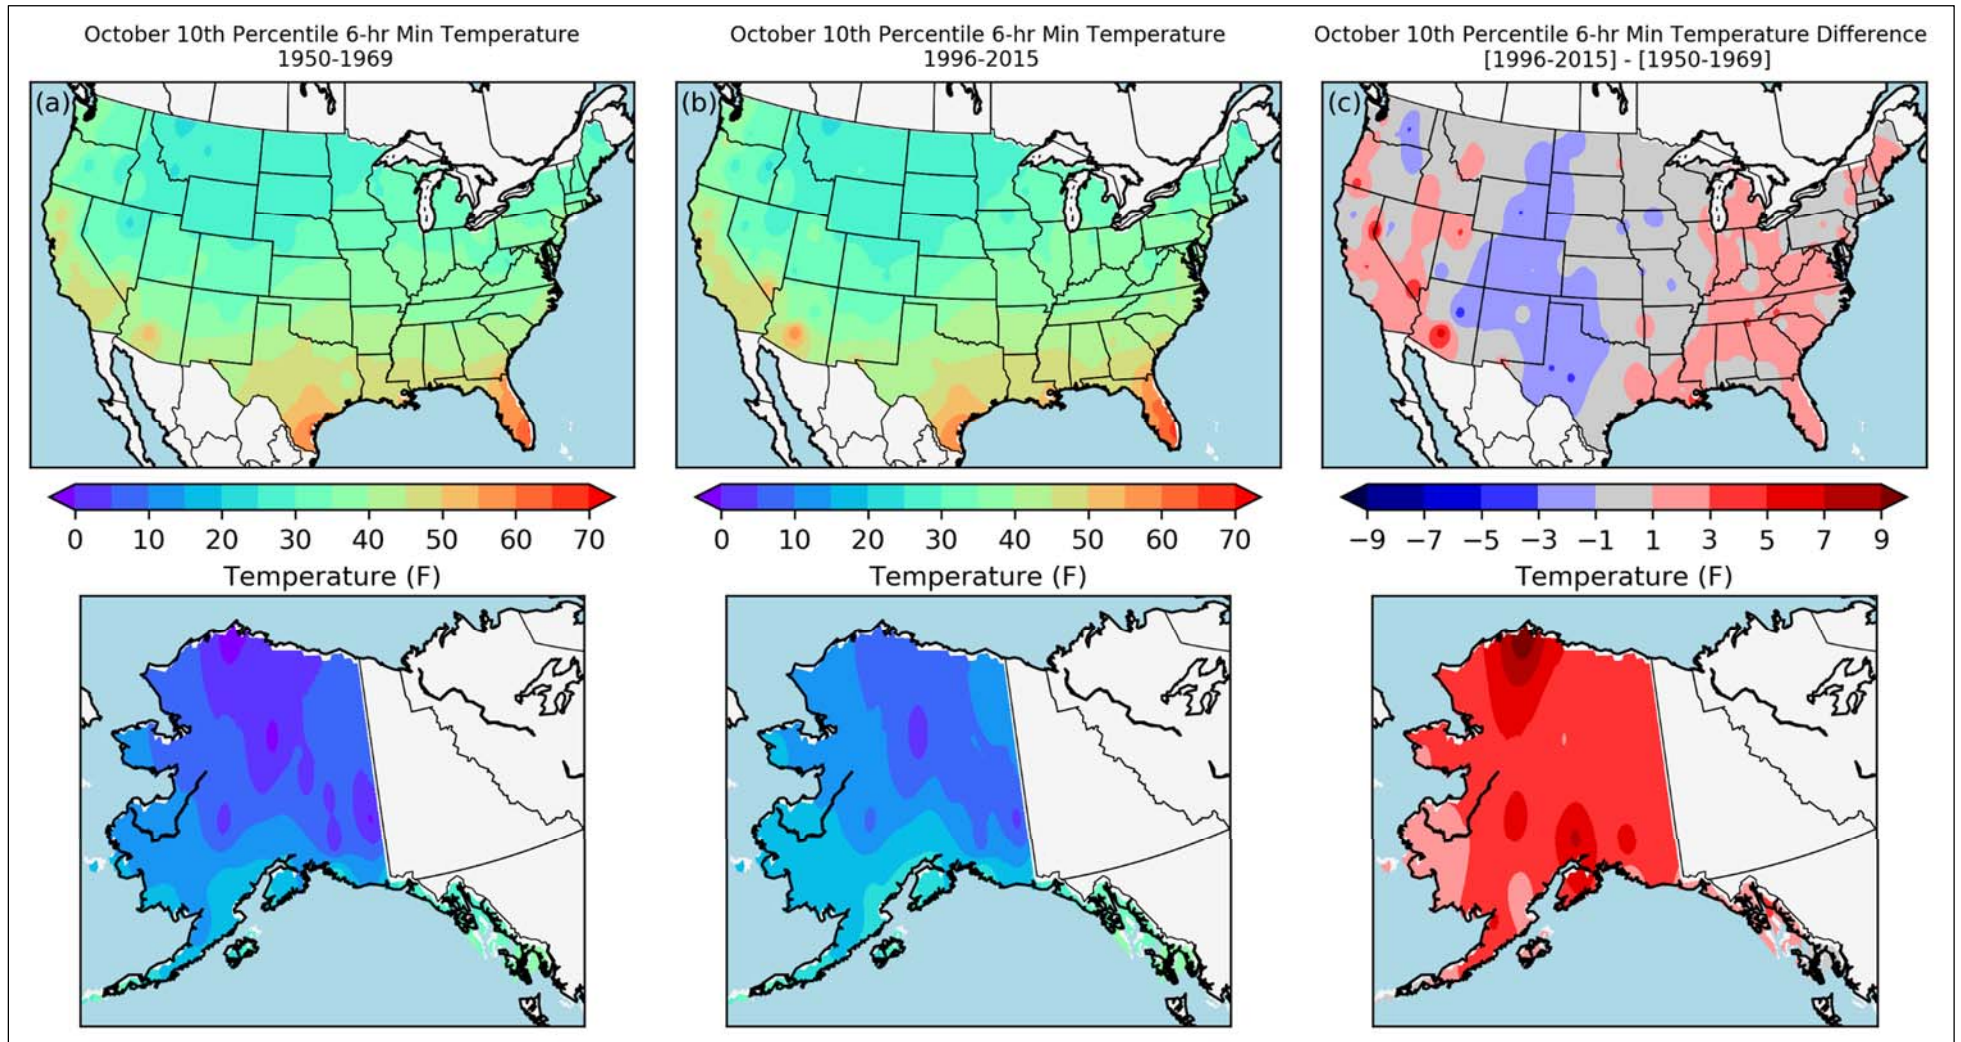 October 10th Percentile 6-hr Min Temperature
1950-1969
October 10th Percentile 6-hr Min Temperature
1996-2015
October 10th Percentile 6-hr Min Temperature Difference
[1996-2015] - [1950-1969]
(a)
(b)
(c)
0 10 20 30 40 50 60 70
Temperature (F)
0 10 20 30 40 50 60 70
Temperature (F)
−9 −7 −5 −3 −1 1 3 5 7 9
Temperature (F)